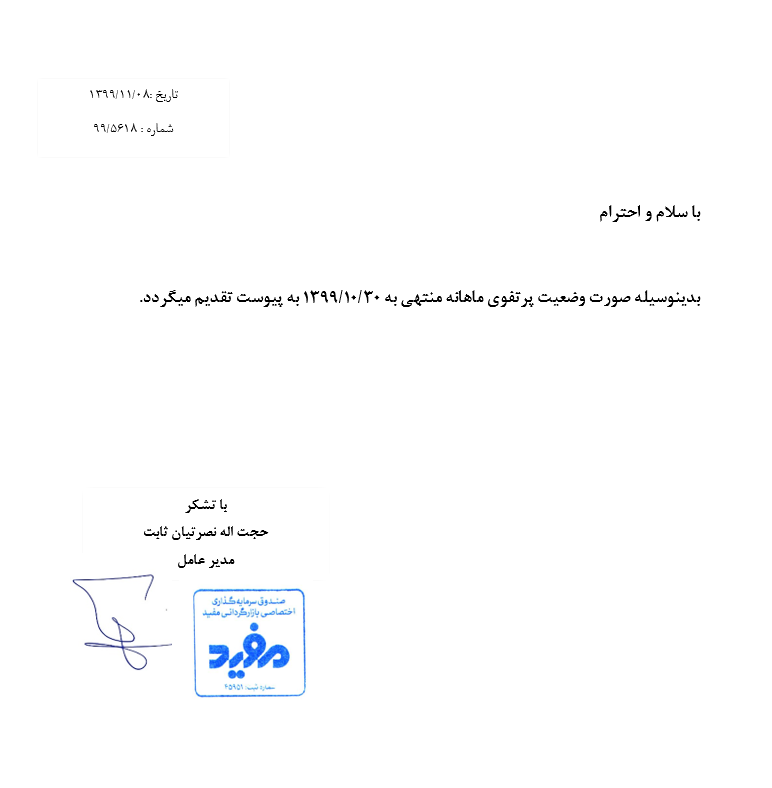 تاریخ :۱۳۹۹/۱۱/۰۸
شماره : ۹۹/۵۶۱۸
با سلام و احترام
بدینوسیله صورت وضعیت پرتفوی ماهانه منتهی به ۱۳۹۹/۱۰/۳۰ به پیوست تقدیم میگردد.
با تشکر
حجت اله نصرتیان ثابت
مدیر عامل
صندوق سرمایه‌گذاری
اختصاصی بازارگردانی مفید
مفید
شماره ثبت: ۴۵۹۵۱